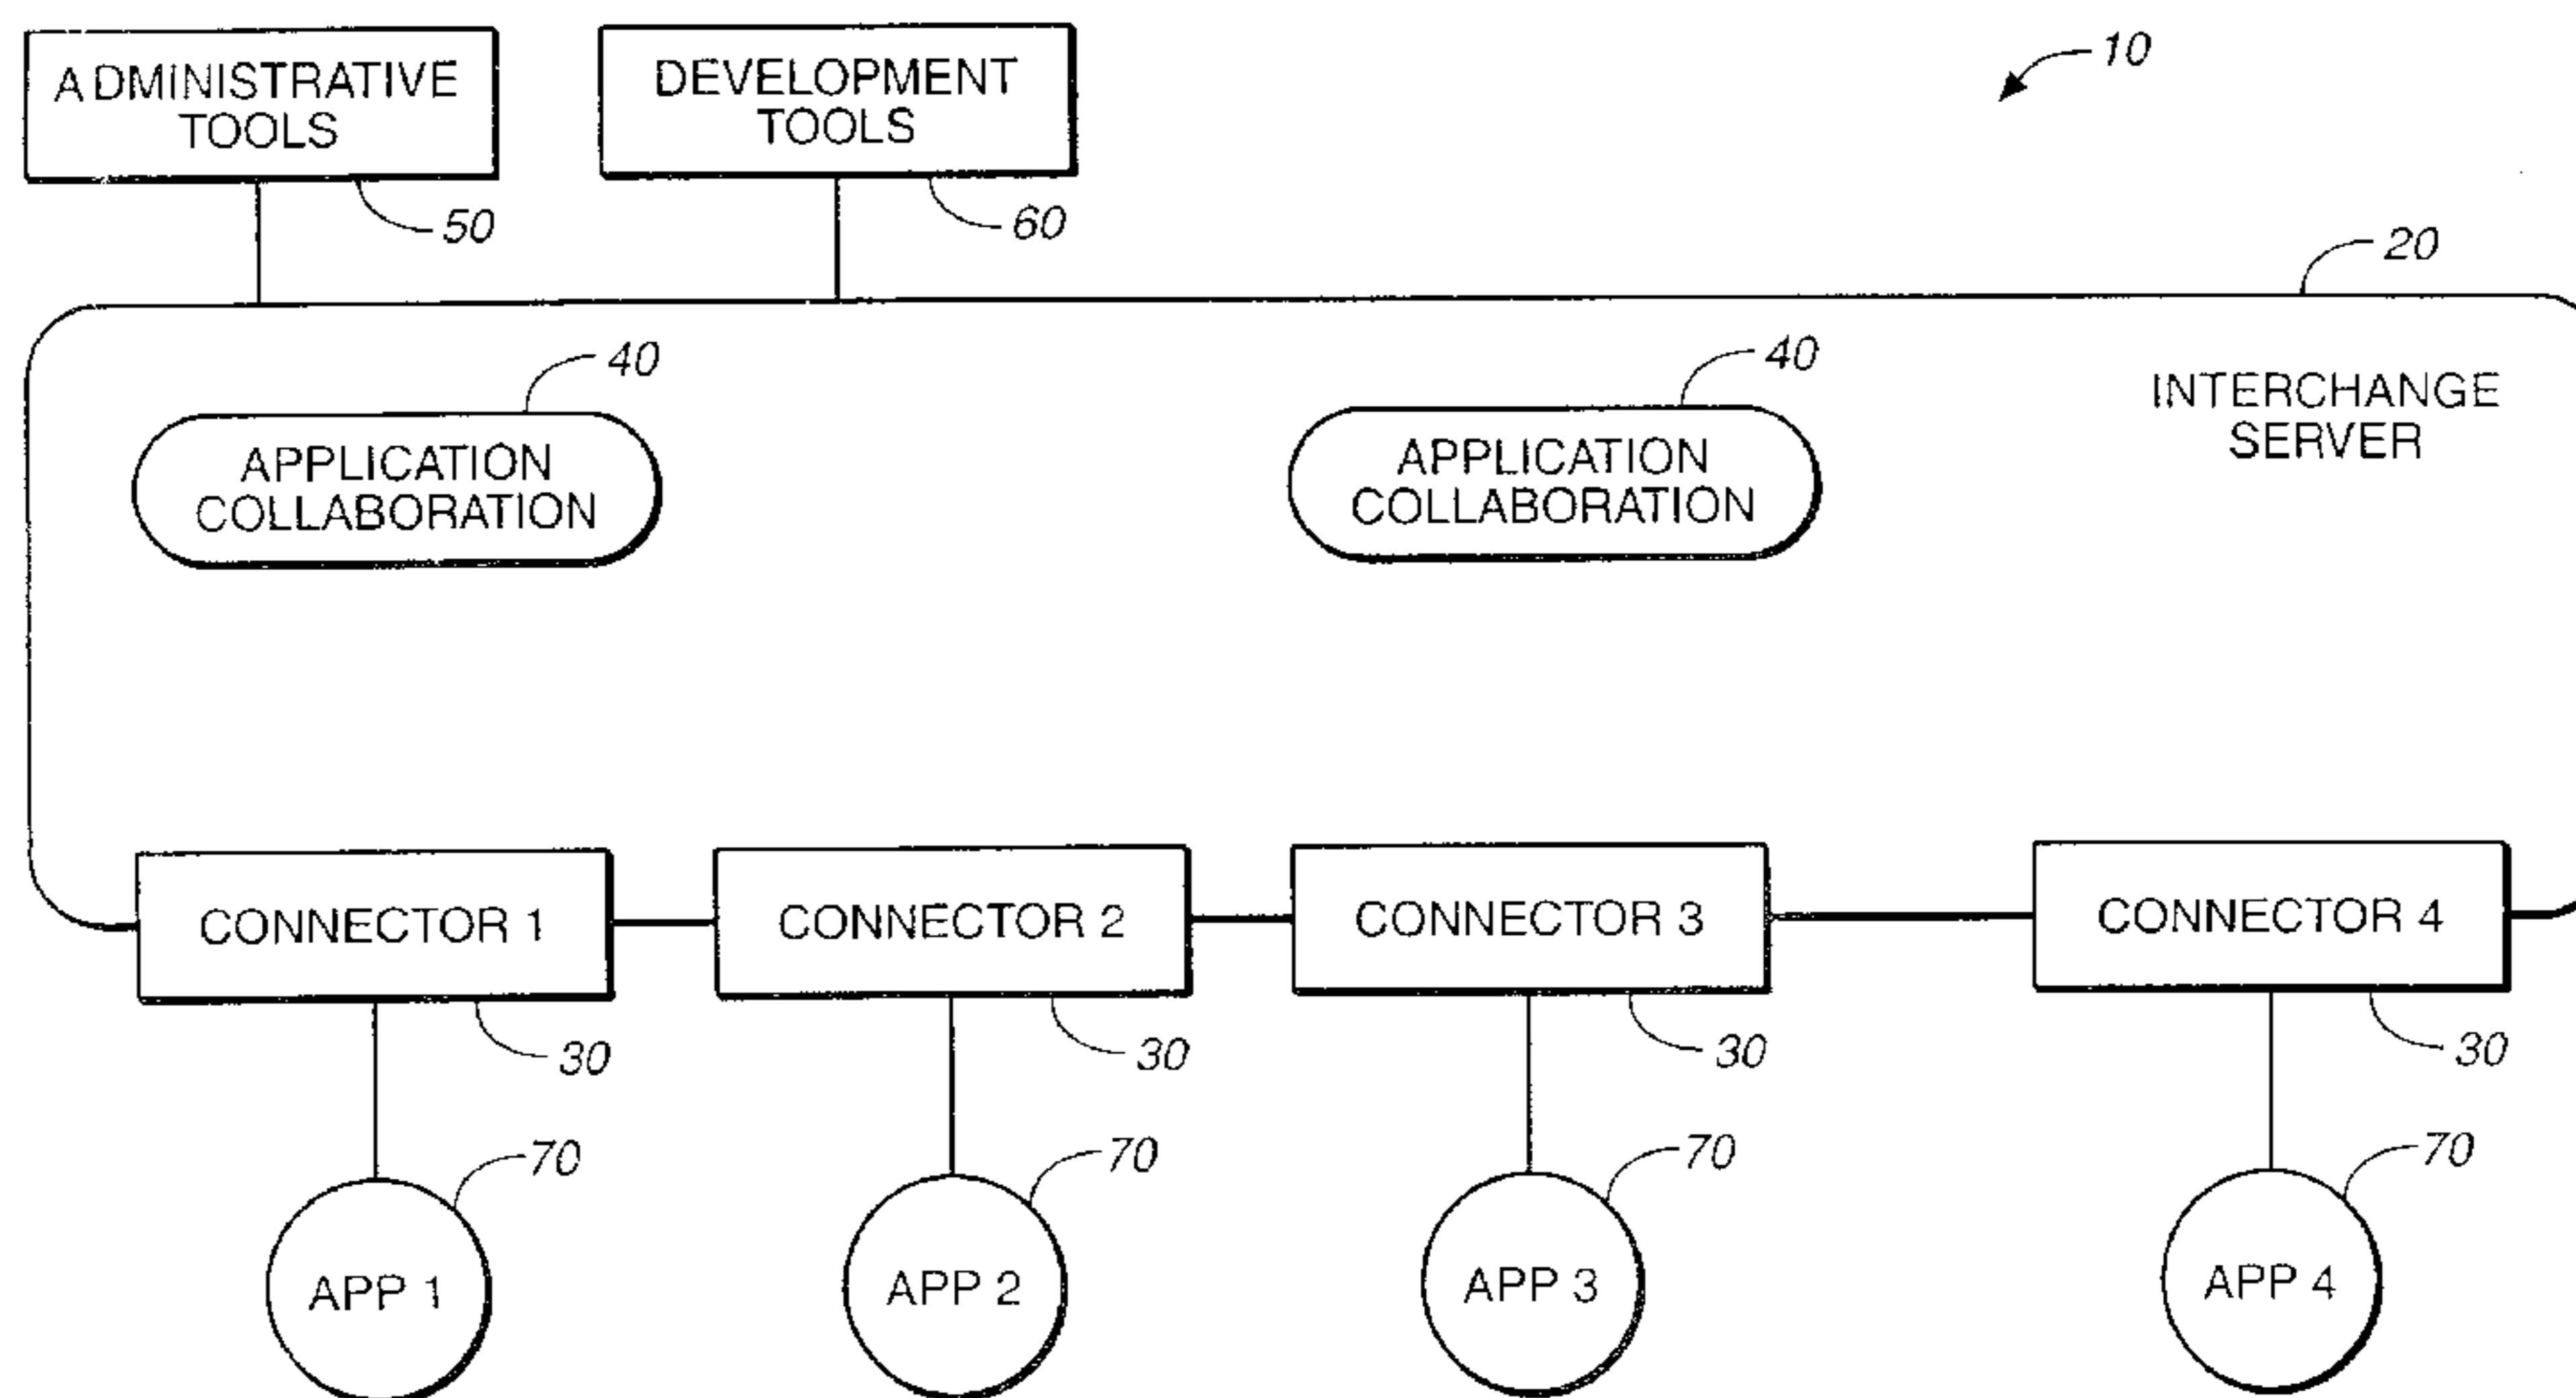 ADMINISTRATIVE
TOOLS
DEVELOPMENT
TOOLS
10
50
60
20
40
40
INTERCHANGE
SERVER
APPLICATION
COLLABORATION
APPLICATION
COLLABORATION
CONNECTOR 1
CONNECTOR 2
CONNECTOR 3
CONNECTOR 4
30
30
30
30
70
70
70
70
APP 1
APP 2
APP 3
APP 4